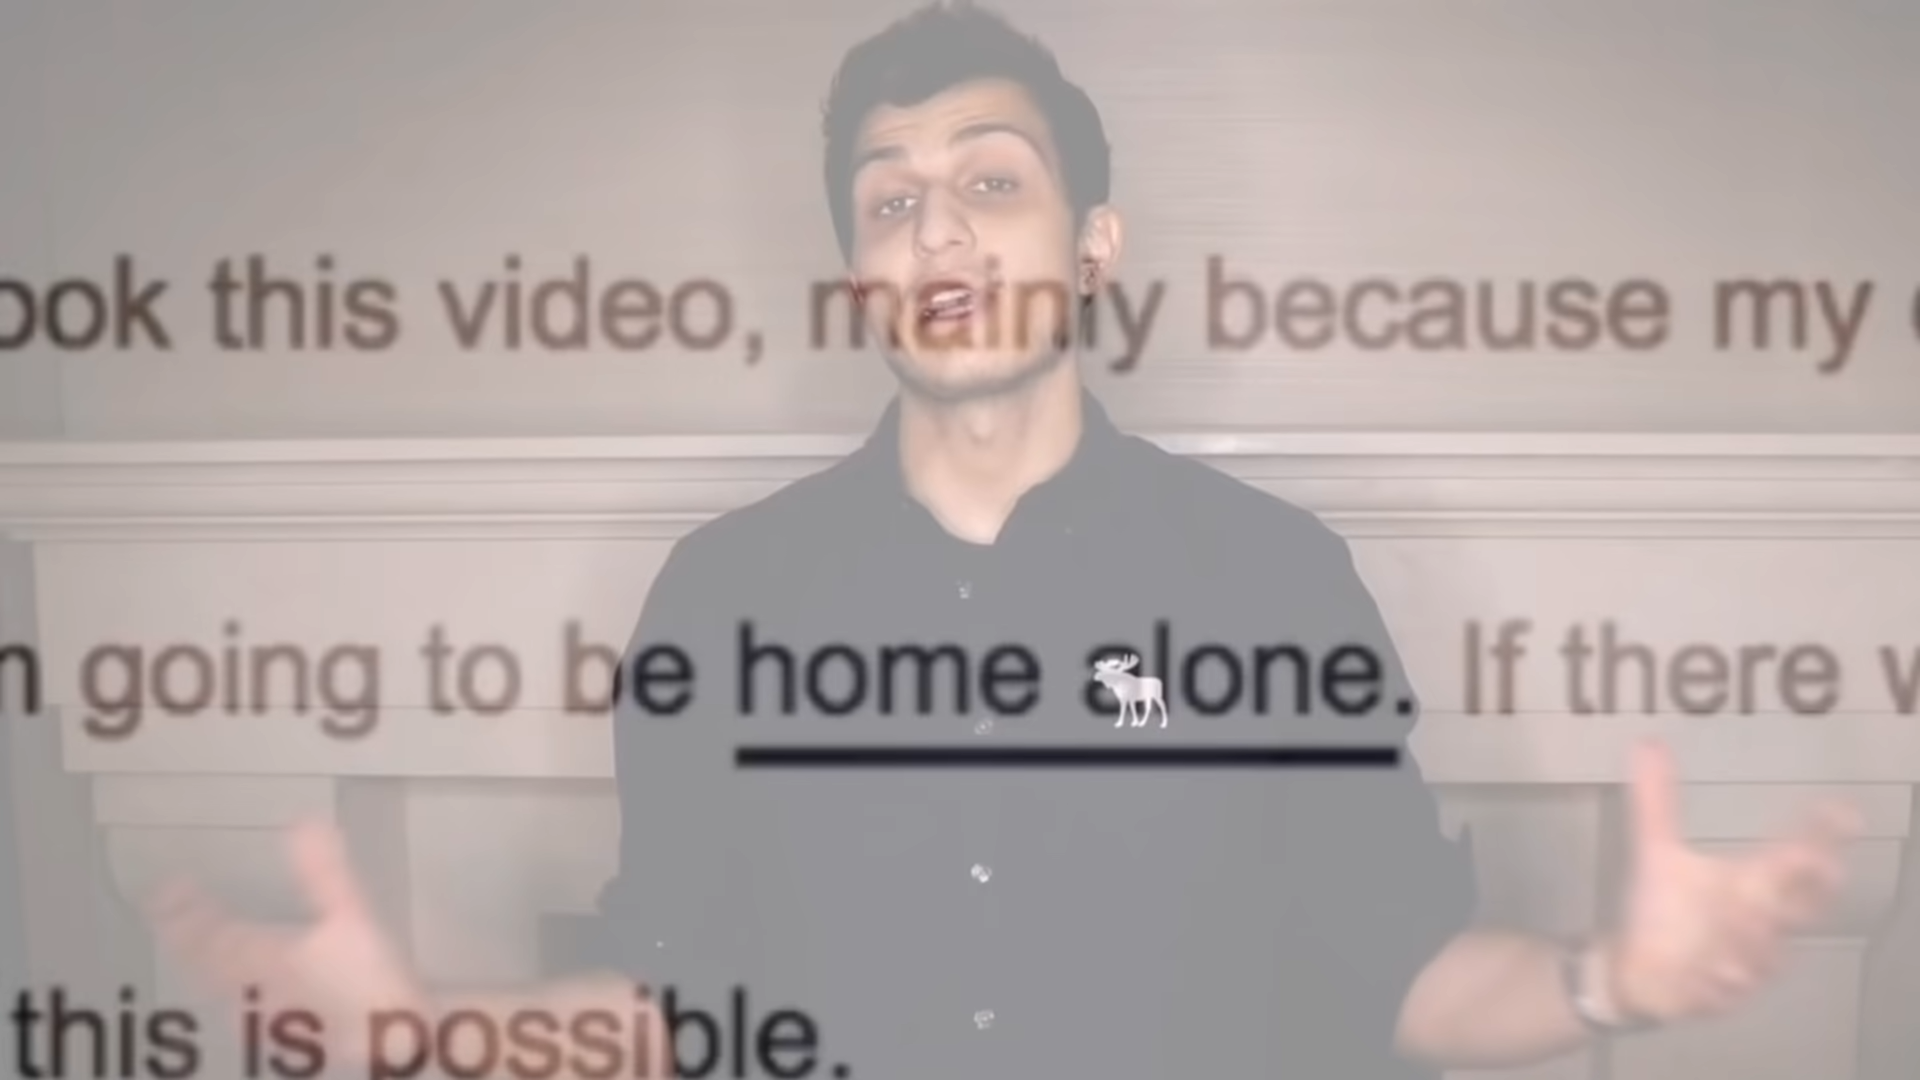 ook this video, mainly because my
going to be home alone. If there
this is possible.